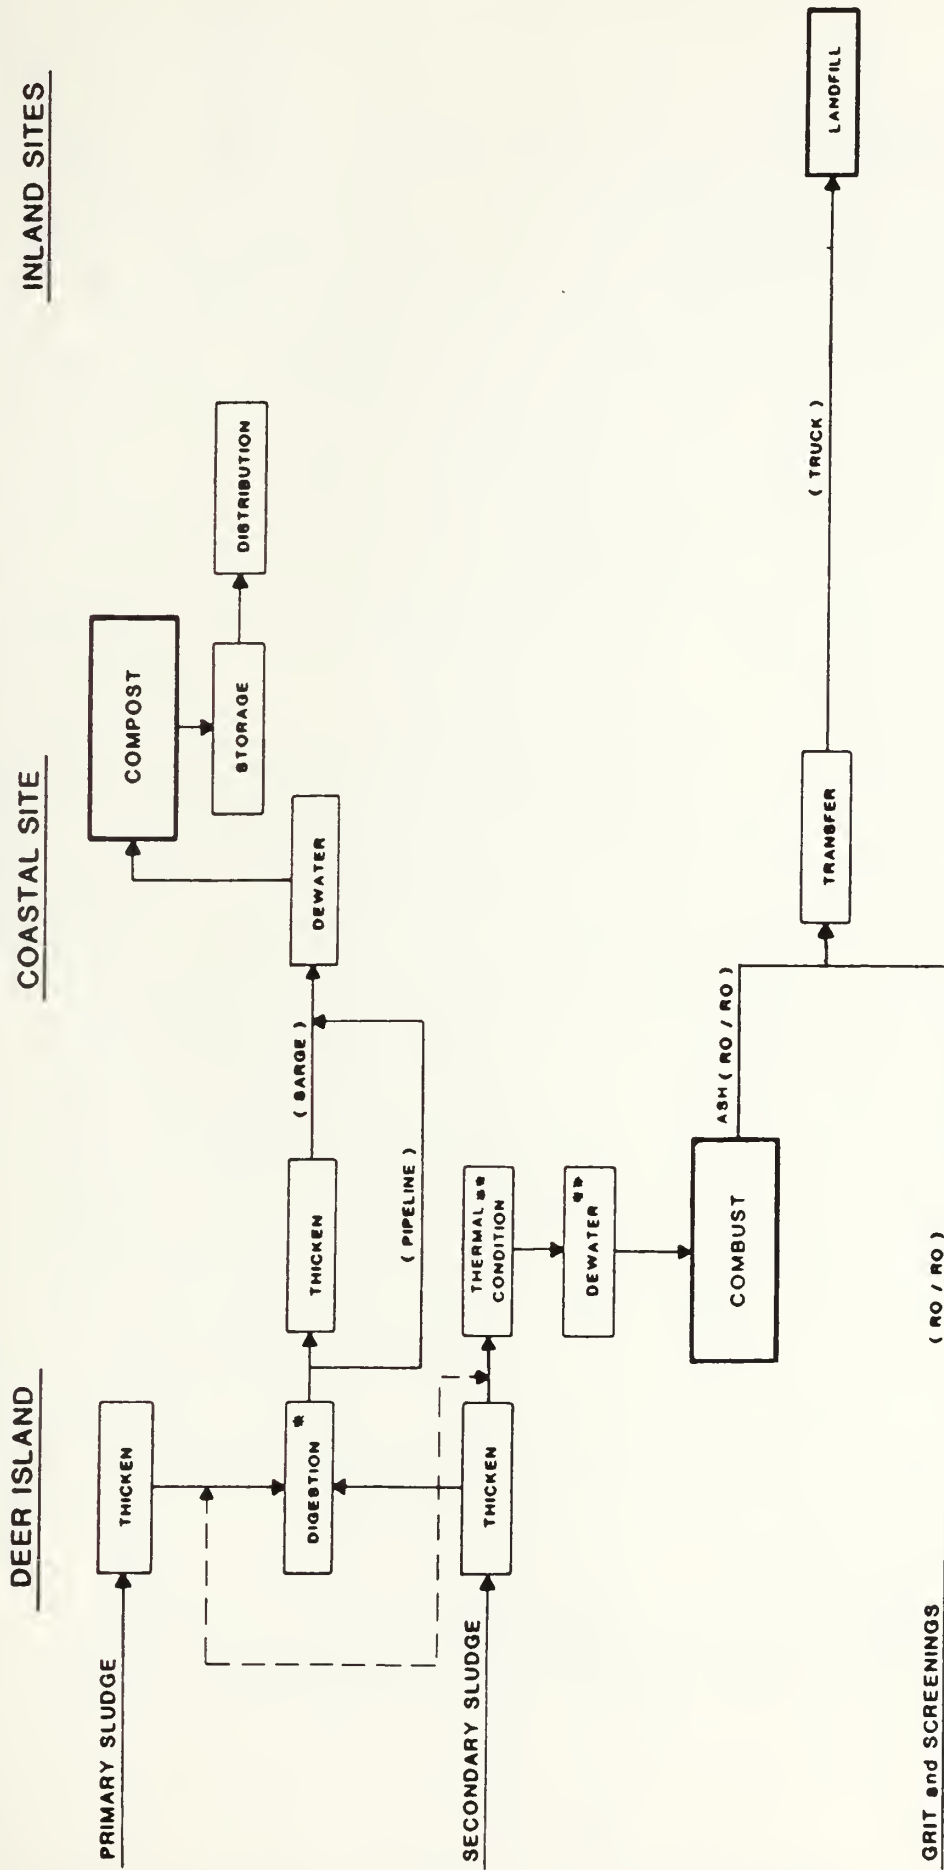 DEER ISLAND
COASTAL SITE
INLAND SITES
PRIMARY SLUDGE
THICKEN
DIGESTION *
THICKEN
( BARGE )
( PIPELINE )
DEWATER
COMPOST
STORAGE
DISTRIBUTION
SECONDARY SLUDGE
THICKEN
THERMAL **
CONDITION
DEWATER **
COMBUST
ASH ( RO / RO )
TRANSFER
( TRUCK )
LANDFILL
GRIT and SCREENINGS
( RO / RO )